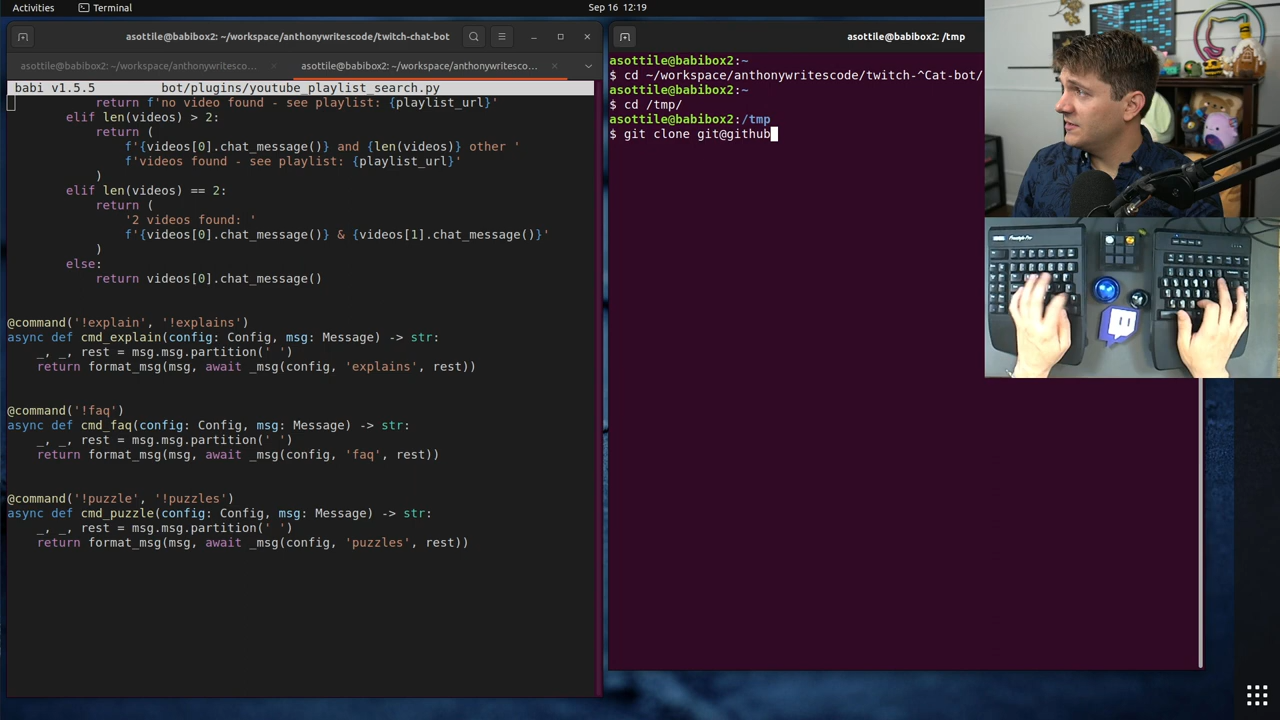 Activities
Terminal
Sep 16 12:19
asottile@babibox2: ~/workspace/anthonywritescode/twitch-chat-bot
asottile@babibox2: ~/workspace/anthonywritesco...
asottile@babibox2: ~/workspace/anthonywritesco...
babi v1.5.5 bot/plugins/youtube_playlist_search.py
return f'no video found - see playlist: {playlist_url}'
elif len(videos) > 2:
return (
f'{videos[0].chat_message()} and {len(videos)} other '
f'videos found - see playlist: {playlist_url}'
)
elif len(videos) == 2:
return (
'2 videos found: '
f'{videos[0].chat_message()} & {videos[1].chat_message()}'
)
else:
return videos[0].chat_message()
@command('!explain', '!explains')
async def cmd_explain(config: Config, msg: Message) -> str:
_, _, rest = msg.msg.partition(' ')
return format_msg(msg, await _msg(config, 'explains', rest))
@command('!faq')
async def cmd_faq(config: Config, msg: Message) -> str:
_, _, rest = msg.msg.partition(' ')
return format_msg(msg, await _msg(config, 'faq', rest))
@command('!puzzle', '!puzzles')
async def cmd_puzzle(config: Config, msg: Message) -> str:
_, _, rest = msg.msg.partition(' ')
return format_msg(msg, await _msg(config, 'puzzles', rest))
asottile@babibox2: /tmp
asottile@babibox2:~
$ cd ~/workspace/anthonywritescode/twitch-^Cat-bot/
asottile@babibox2:~
$ cd /tmp/
asottile@babibox2:/tmp
$ git clone git@github